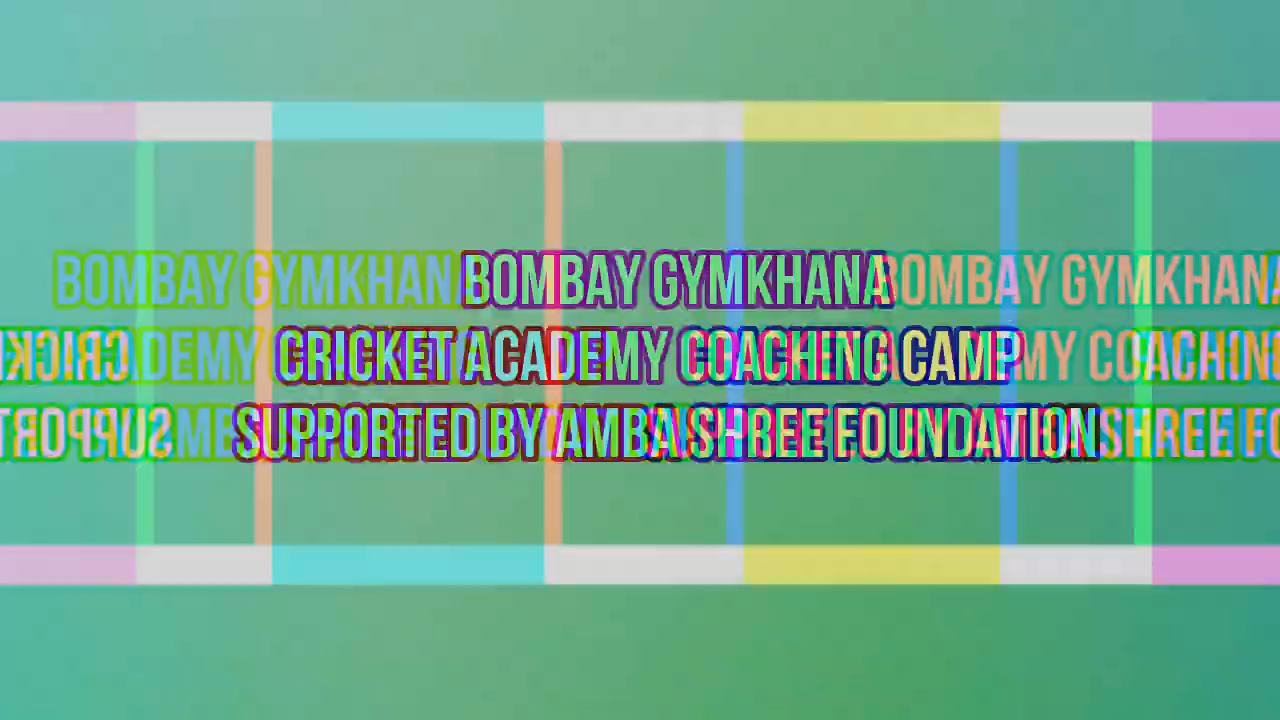 BOMBAY GYMKHANA
CRICKET ACADEMY COACHING CAMP
SUPPORTED BY AMBA SHREE FOUNDATION